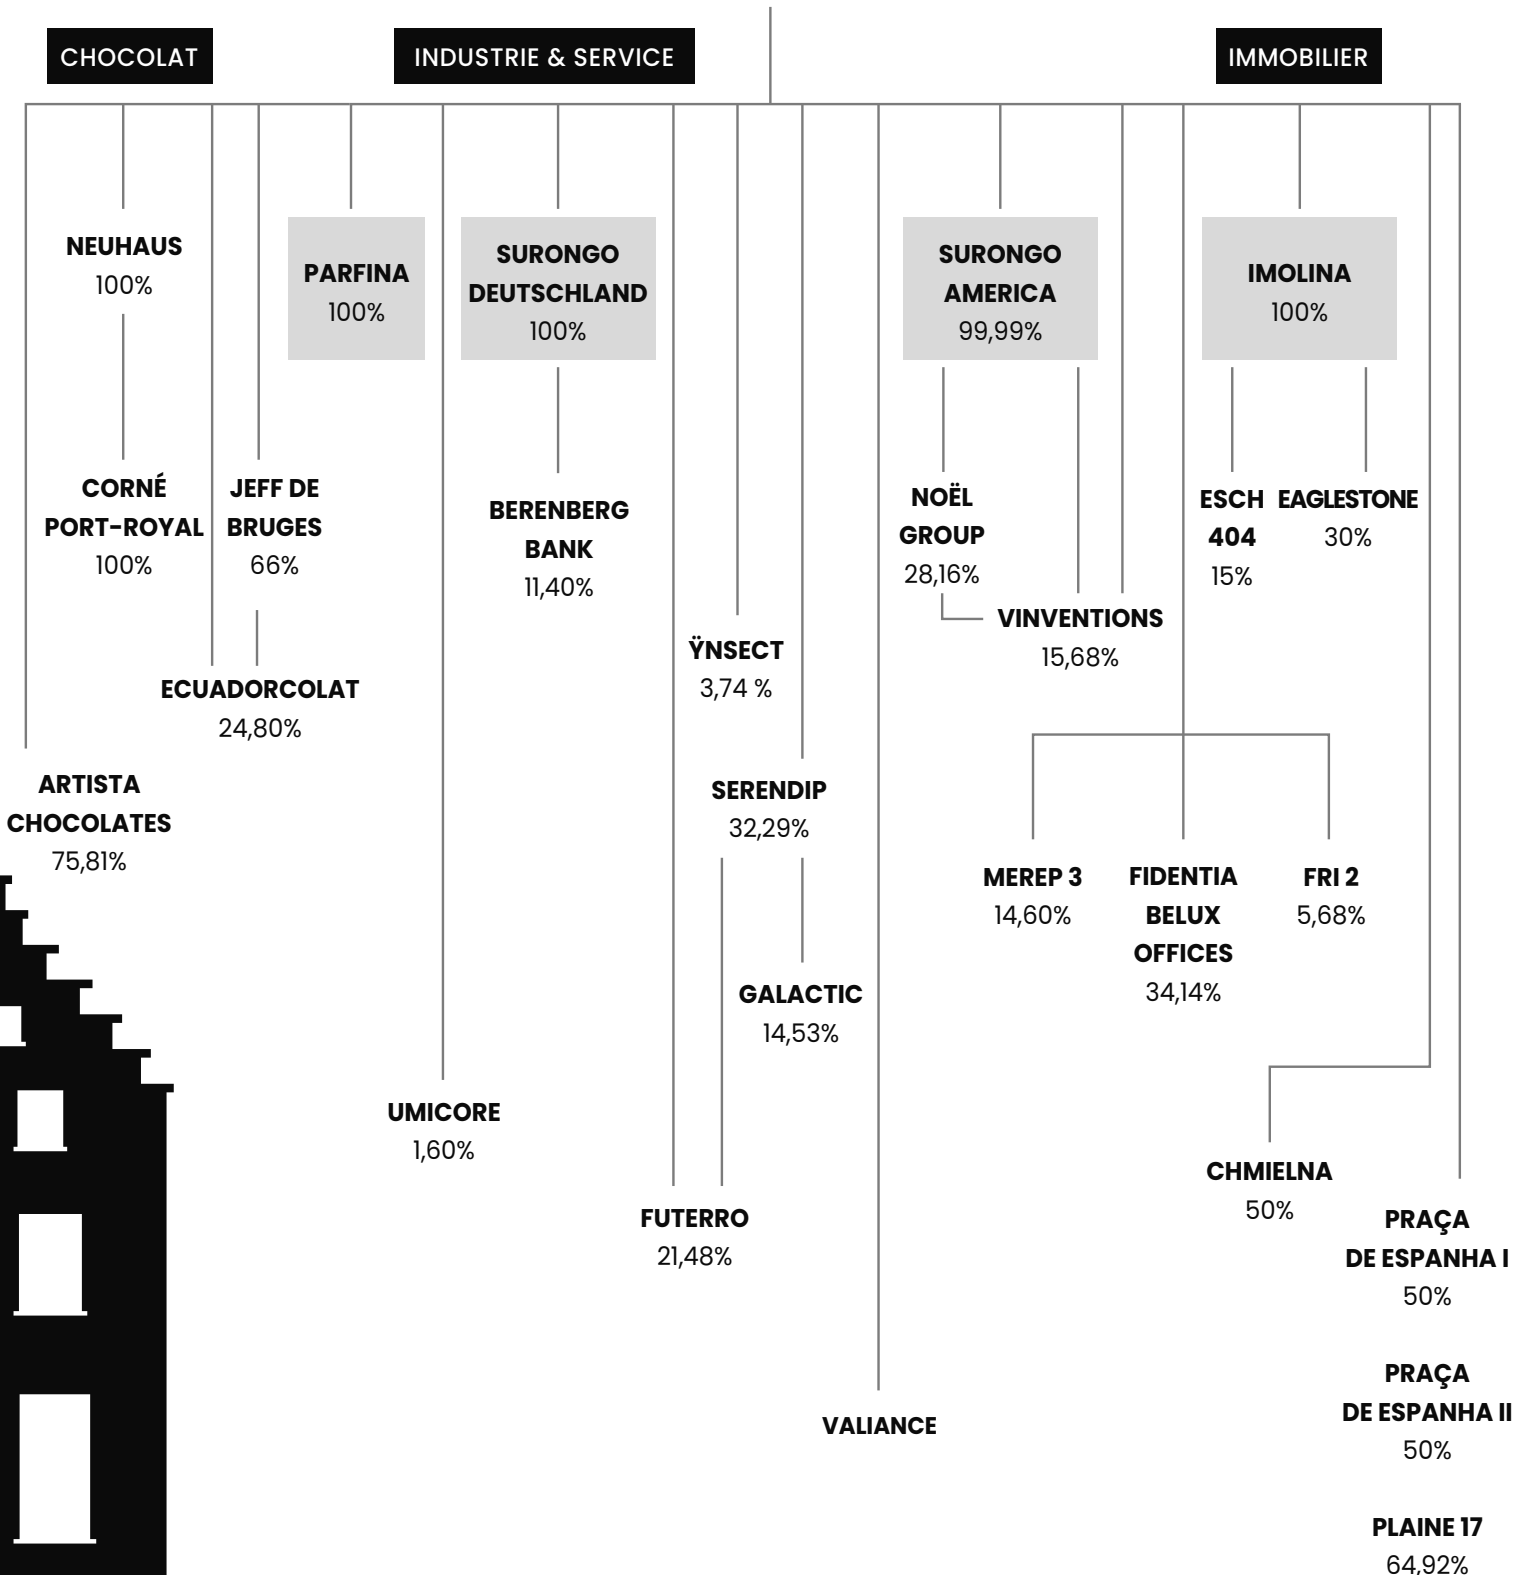 CHOCOLAT
INDUSTRIE & SERVICE
IMMOBILIER
NEUHAUS
100%
PARFINA
100%
SURONGO
DEUTSCHLAND
100%
SURONGO
AMERICA
99,99%
IMOLINA
100%
CORNÉ
PORT-ROYAL
100%
JEFF DE
BRUGES
66%
BERENBERG
BANK
11,40%
NOËL
GROUP
28,16%
ESCH
404
15%
EAGLESTONE
30%
VINVENTIONS
15,68%
ŸNSECT
3,74 %
ECUADORCOLAT
24,80%
ARTISTA
CHOCOLATES
75,81%
SERENDIP
32,29%
MEREP 3
14,60%
FIDENTIA
BELUX
OFFICES
34,14%
FRI 2
5,68%
GALACTIC
14,53%
UMICORE
1,60%
CHMIELNA
50%
FUTERRO
21,48%
PRAÇA
DE ESPANHA I
50%
PRAÇA
DE ESPANHA II
50%
VALIANCE
PLAINE 17
64,92%